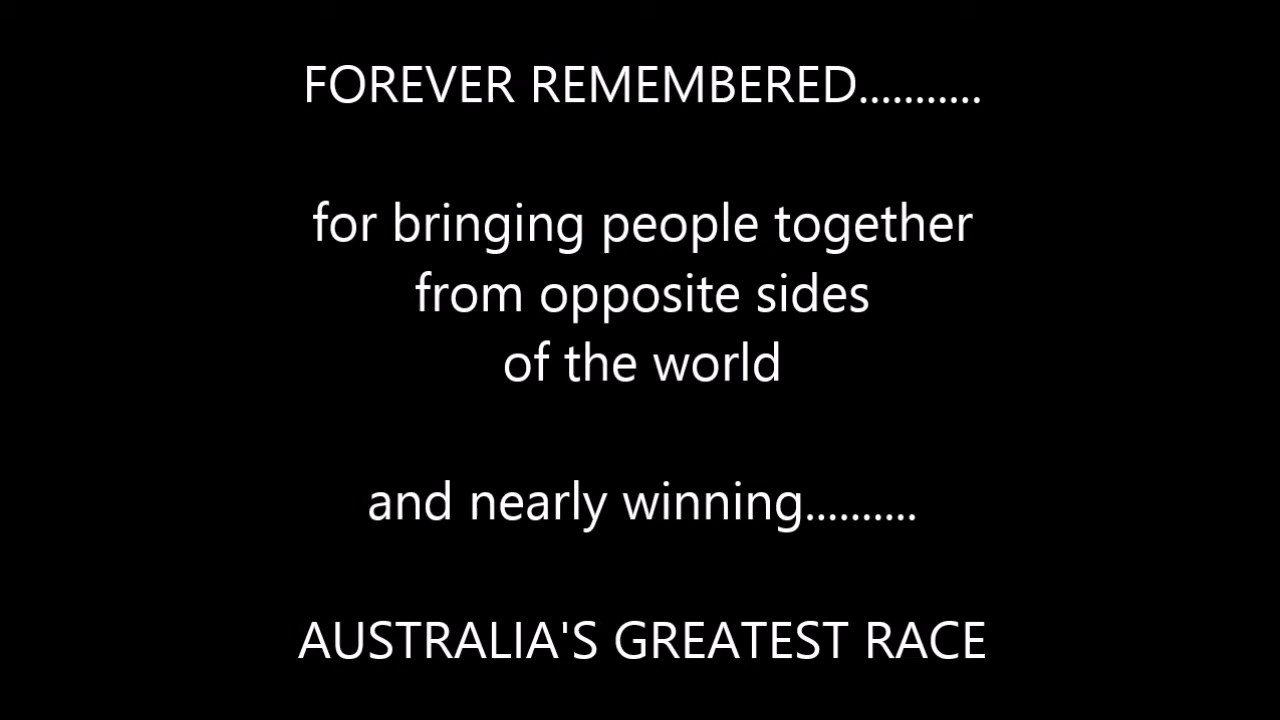 FOREVER REMEMBERED...........
for bringing people together
from opposite sides
of the world
and nearly winning..........
AUSTRALIA'S GREATEST RACE